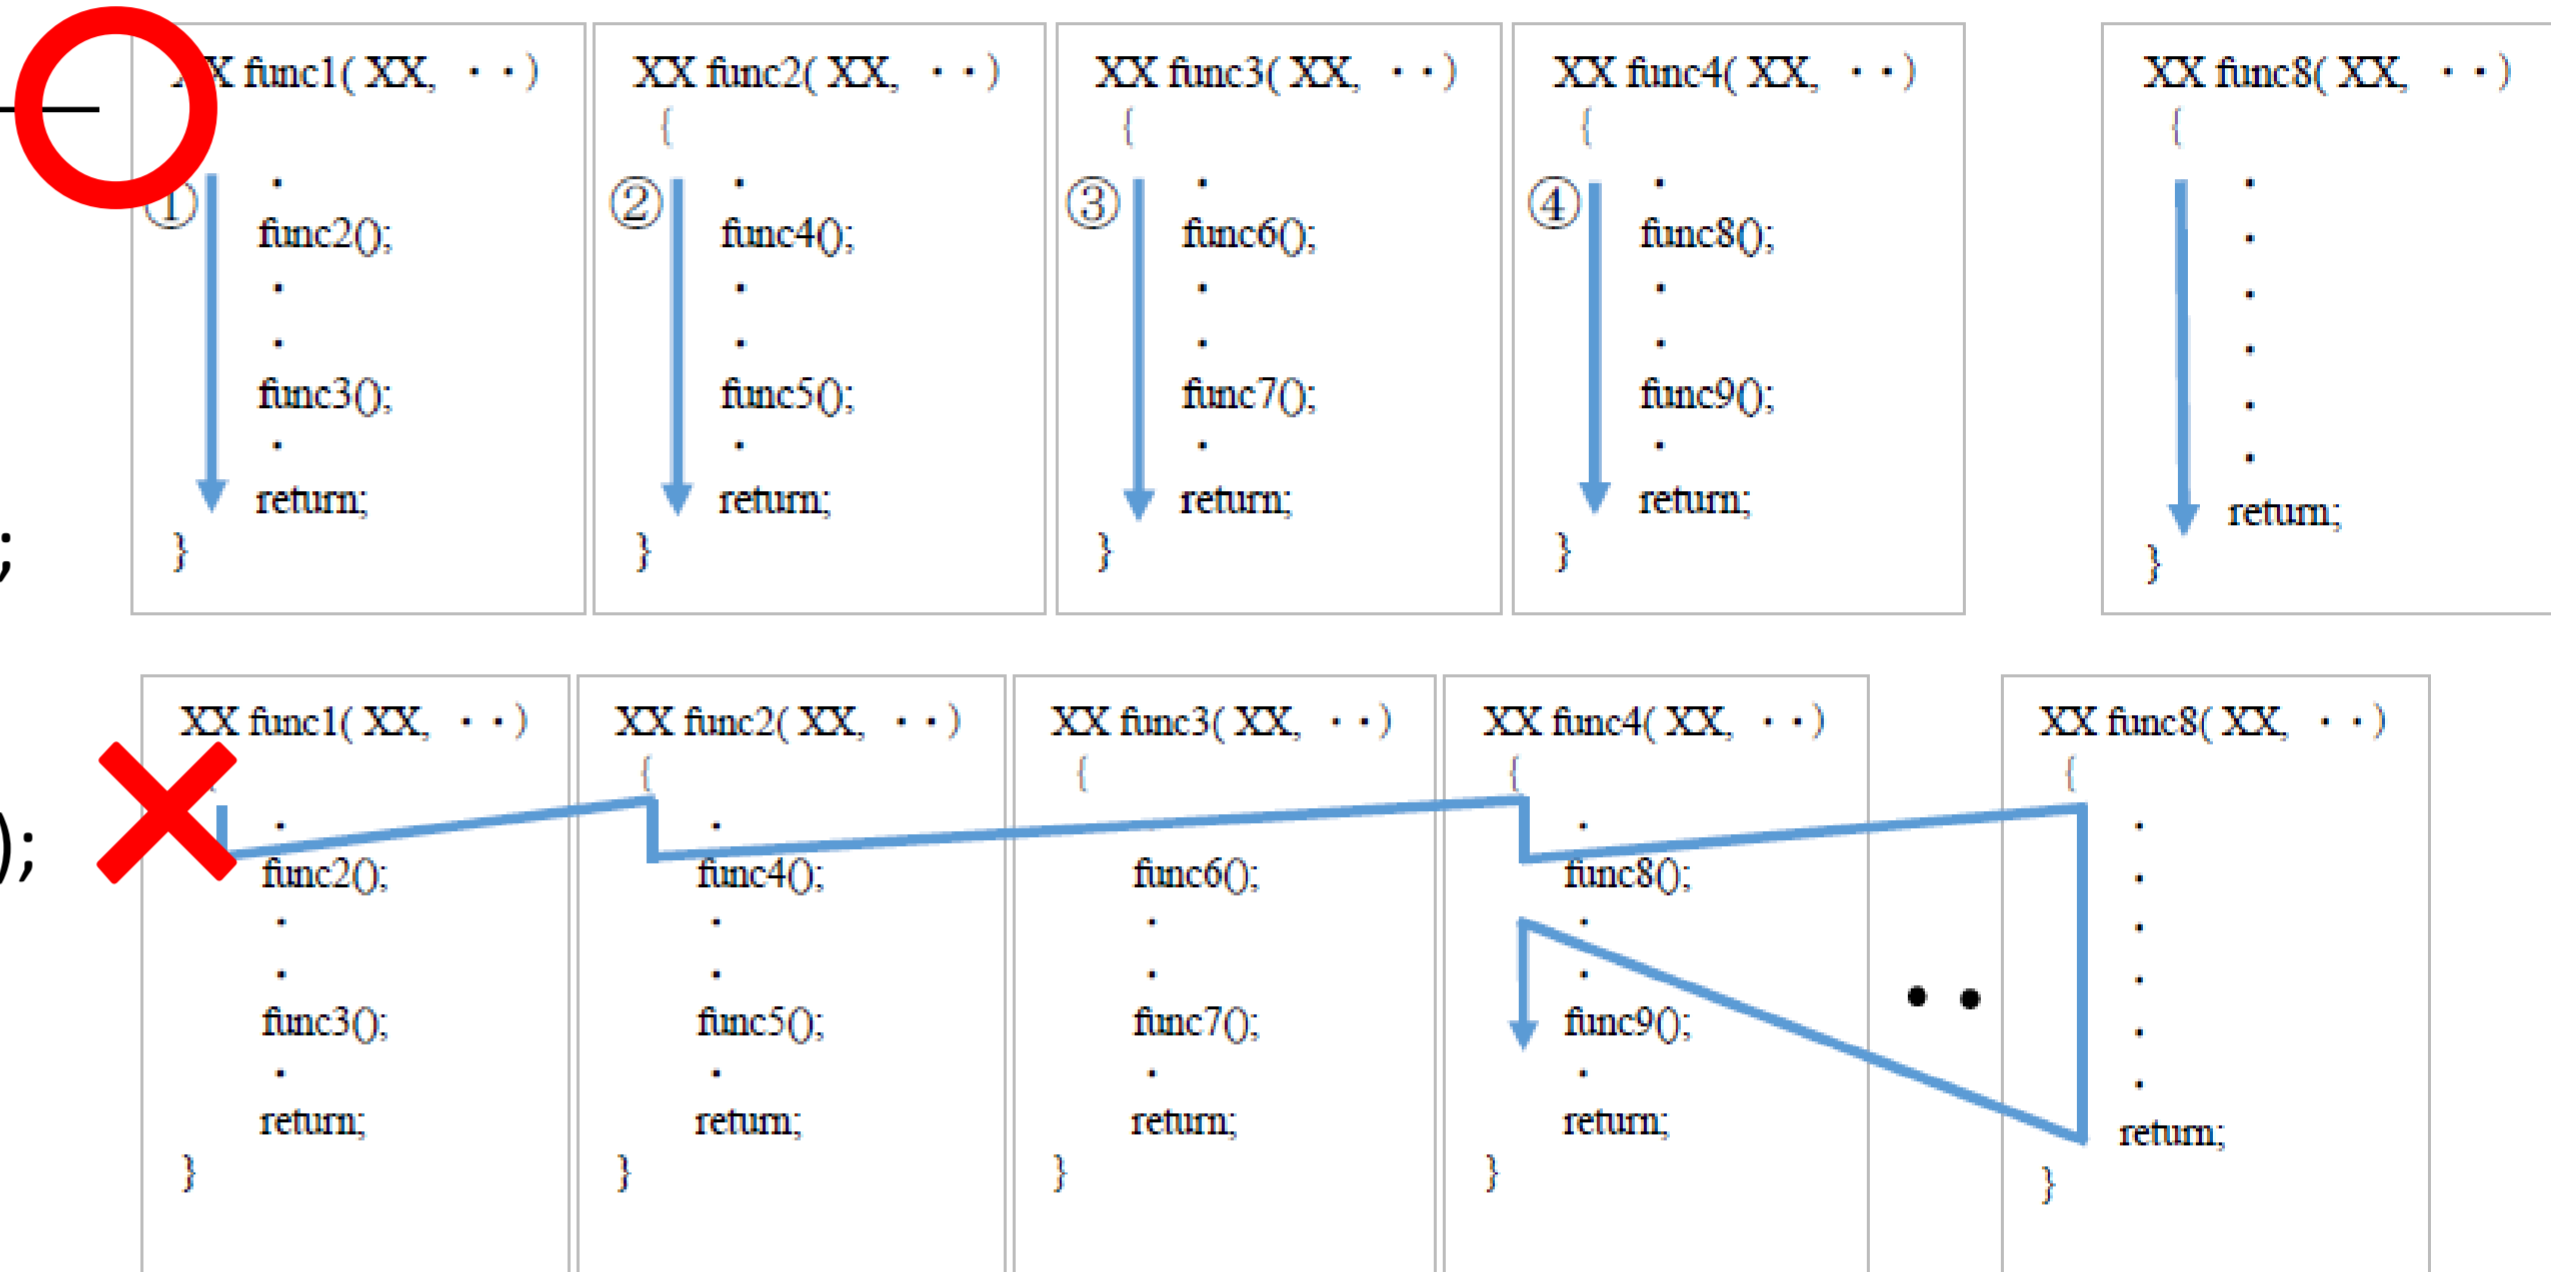 XX func1( XX, ・・)
①
・
func2();
・
・
func3();
・
return;
}
XX func2( XX, ・・)
{
②
・
func4();
・
・
func5();
・
return;
}
XX func3( XX, ・・)
{
③
・
func6();
・
・
func7();
・
return;
}
XX func4( XX, ・・)
{
④
・
func8();
・
・
func9();
・
return;
}
XX func8( XX, ・・)
{
・
・
・
・
・
・
return;
}
;
XX func1( XX, ・・)
・
func2();
・
・
func3();
・
return;
}
XX func2( XX, ・・)
{
・
func4();
・
・
func5();
・
return;
}
XX func3( XX, ・・)
{
func6();
・
・
func7();
・
return;
}
XX func4( XX, ・・)
{
・
func8();
・
・
func9();
・
return;
}
・・
XX func8( XX, ・・)
{
・
・
・
・
・
・
return;
}
);